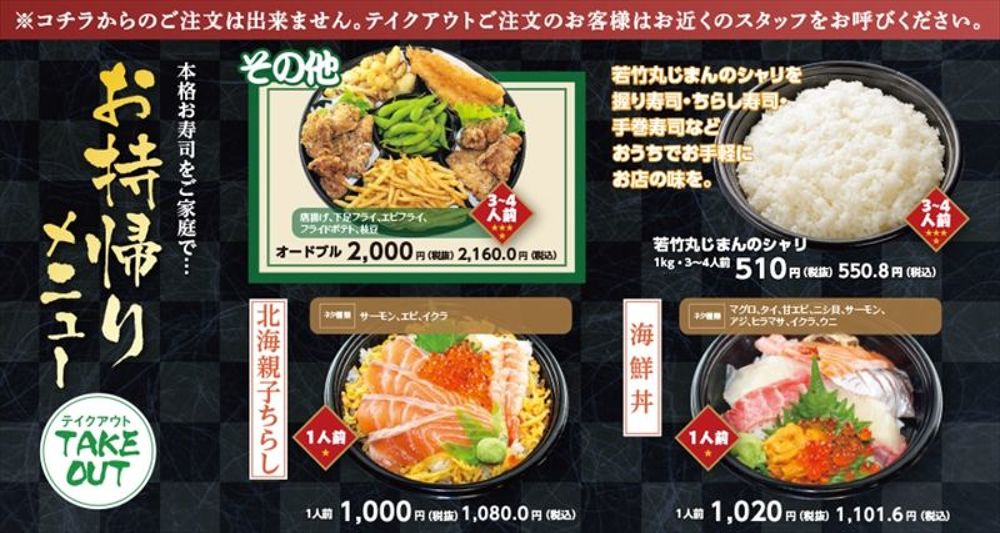 ※コチラからのご注文は出来ません。テイクアウトご注文のお客様はお近くのスタッフをお呼びください。
本格お寿司をご家庭で…
お持帰り
メニュー
テイクアウト
TAKE
OUT
その他
3~4
人前
唐揚げ、下足フライ、エビフライ、
フライドポテト、枝豆
オードブル 2,000円(税抜) 2,160.0円(税込)
若竹丸じまんのシャリを
握り寿司・ちらし寿司・
手巻寿司など
おうちでお手軽に
お店の味を。
3~4
人前
若竹丸じまんのシャリ
1kg・3~4人前 510円(税抜) 550.8円(税込)
北海親子ちらし
ネタ種類 サーモン、エビ、イクラ
1人前
1人前 1,000円(税抜) 1,080.0円(税込)
海鮮丼
ネタ種類 マグロ、タイ、甘エビ、ニシ貝、サーモン、
アジ、ヒラマサ、イクラ、ウニ
1人前
1人前 1,020円(税抜) 1,101.6円(税込)